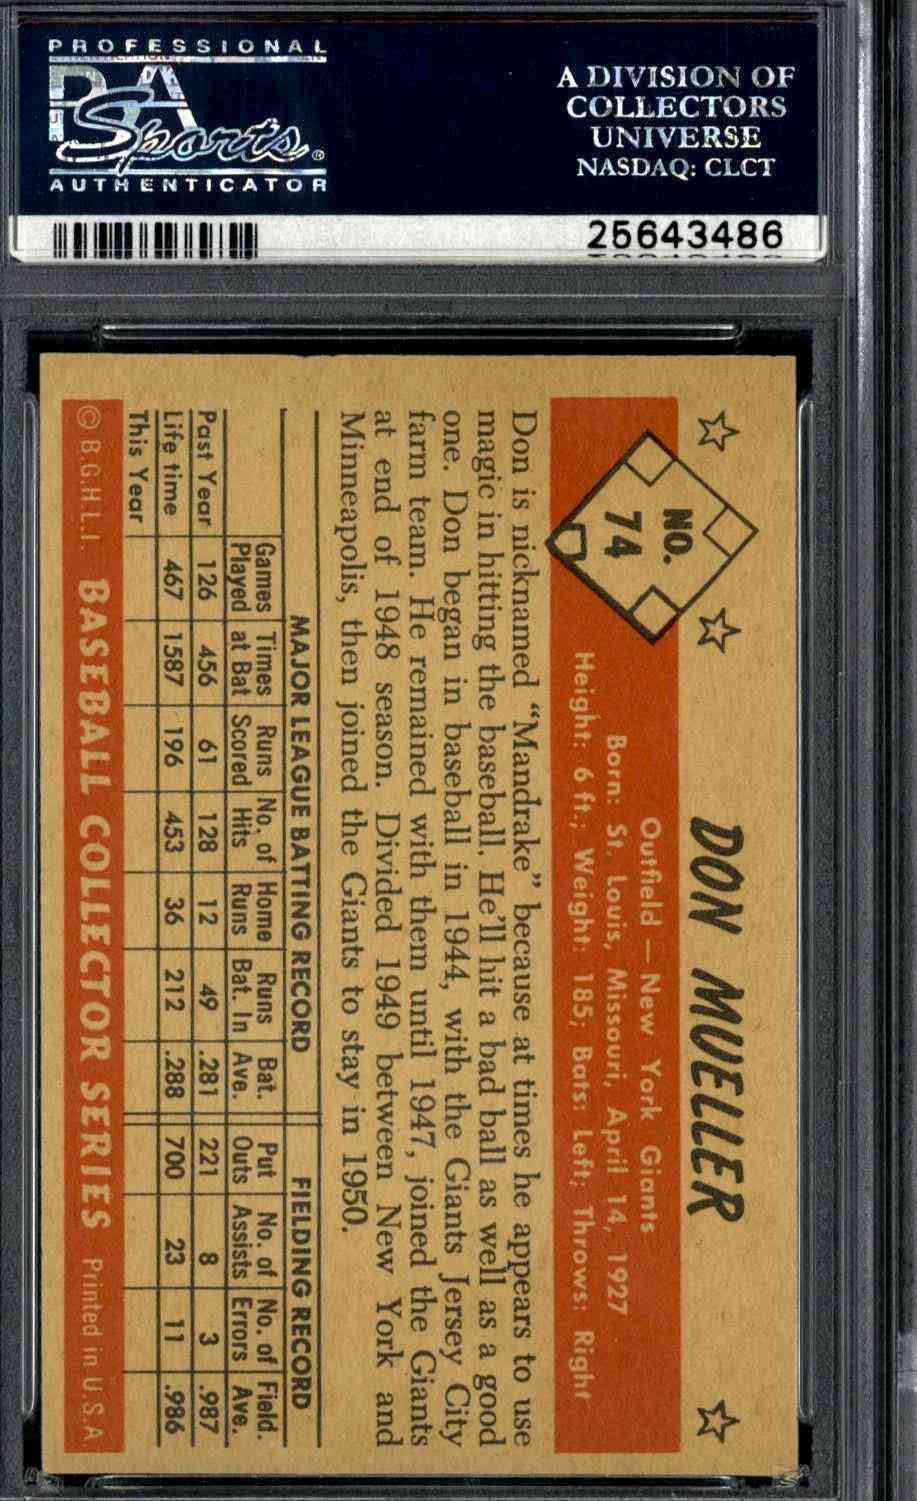 PROFESSIONAL
PSA
Sports®
AUTHENTICATOR
A DIVISION OF
COLLECTORS
UNIVERSE
NASDAQ: CLCT
25643486
NO.
74
DON MUELLER
Outfield — New York Giants
Born: St. Louis, Missouri, April 14, 1927
Height: 6 ft.; Weight: 185; Bats: Left; Throws: Right
Don is nicknamed “Mandrake” because at times he appears to use
magic in hitting the baseball. He’ll hit a bad ball as well as a good
one. Don began in baseball in 1944, with the Giants Jersey City
farm team. He remained with them until 1947, joined the Giants
at end of 1948 season. Divided 1949 between New York and
Minneapolis, then joined the Giants to stay in 1950.
MAJOR LEAGUE BATTING RECORD FIELDING RECORD
Games Times Runs No. of Home Runs Bat. Put No. of No. of Field.
Played at Bat Scored Hits Runs Bat. In Ave. Outs Assists Errors Ave.
Past Year 126 456 61 128 12 49 .281 221 8 3 .987
Life time 467 1587 196 453 36 212 .288 700 23 11 .986
This Year
© B.G.H.L.I. BASEBALL COLLECTOR SERIES Printed in U.S.A.